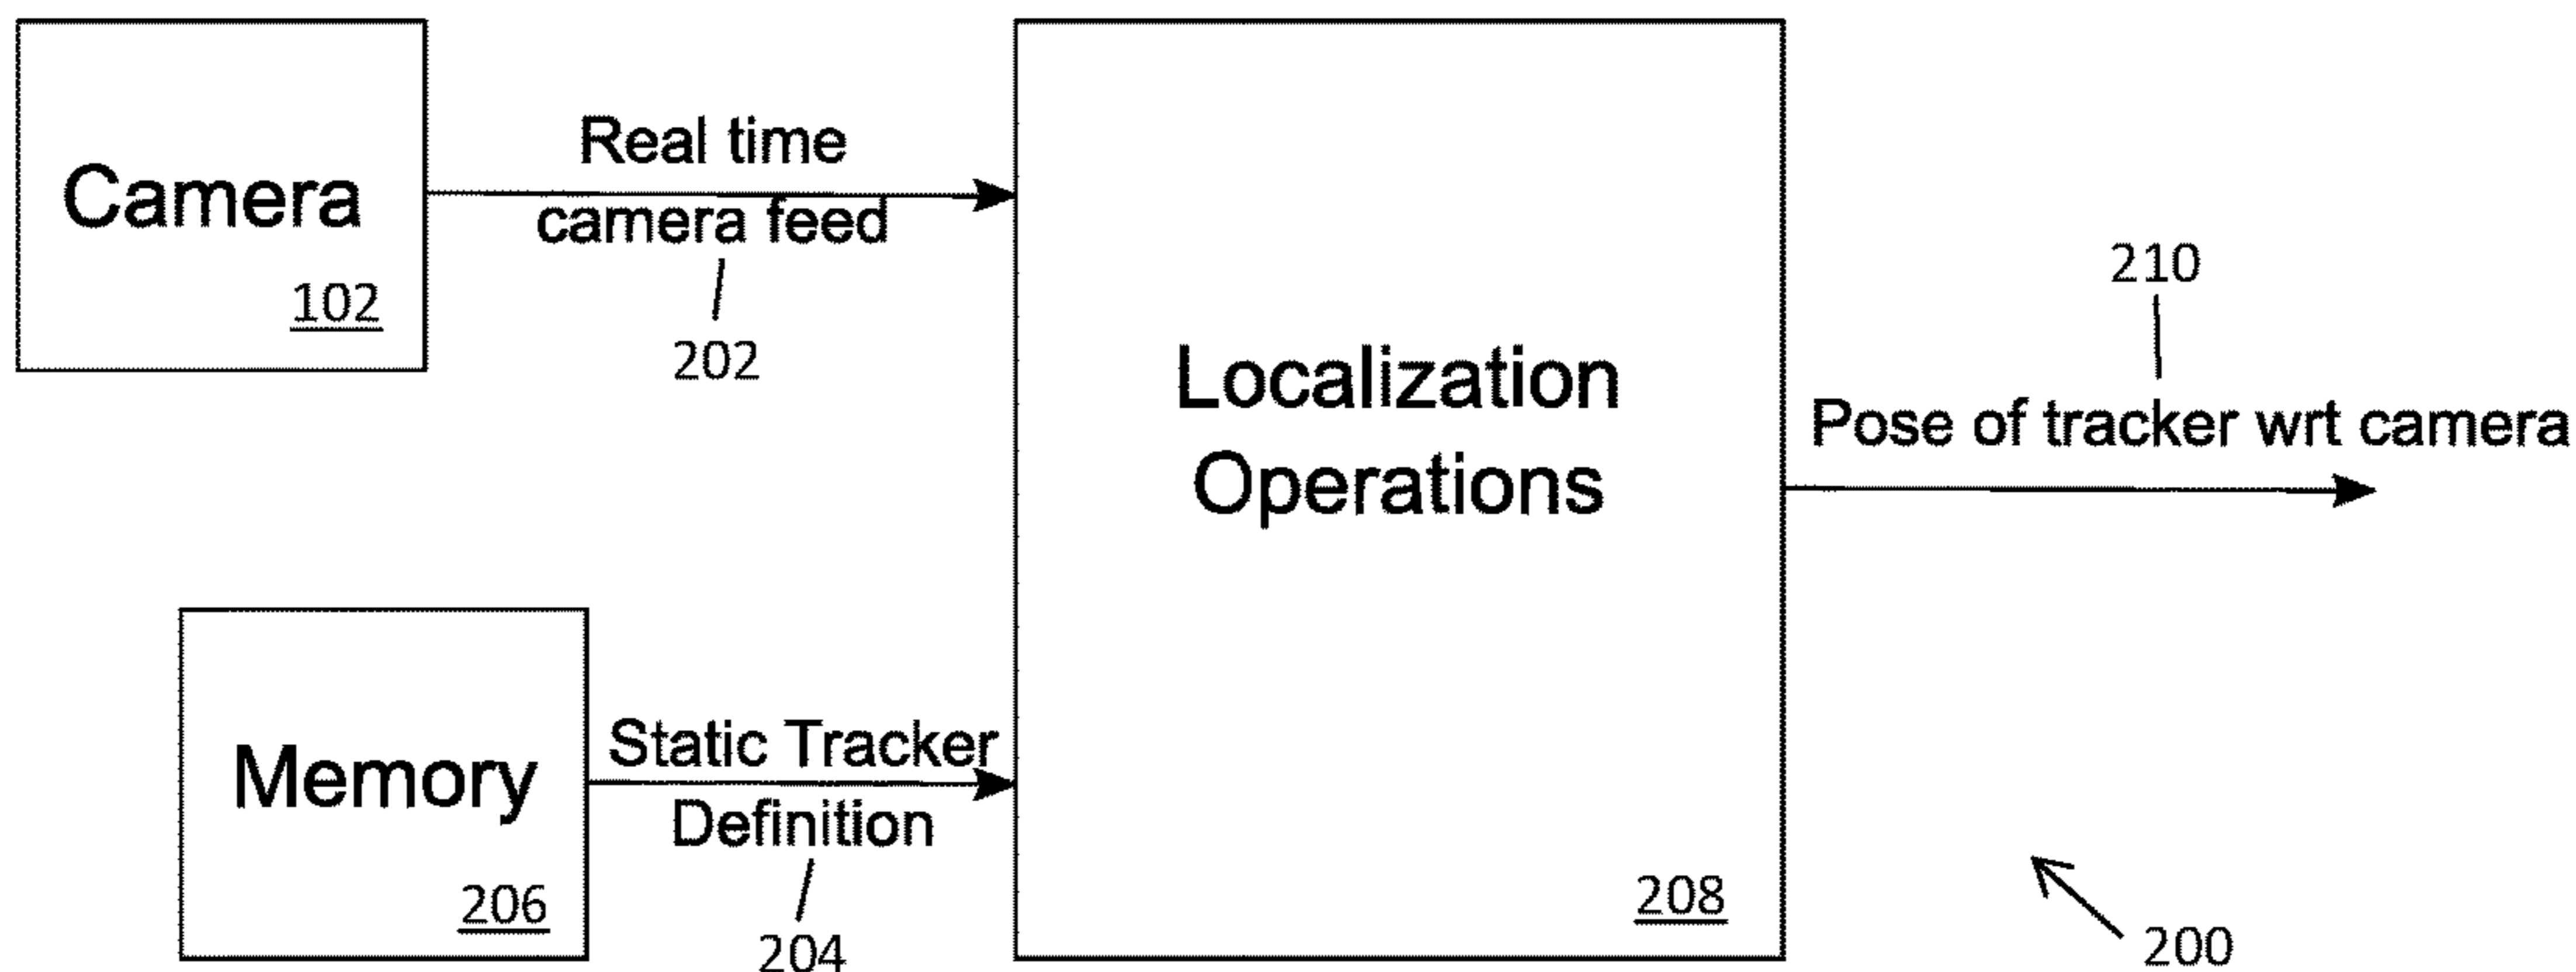 Camera
102
Real time
camera feed
202
Memory
206
Static Tracker
Definition
204
Localization
Operations
208
210
Pose of tracker wrt camera
200